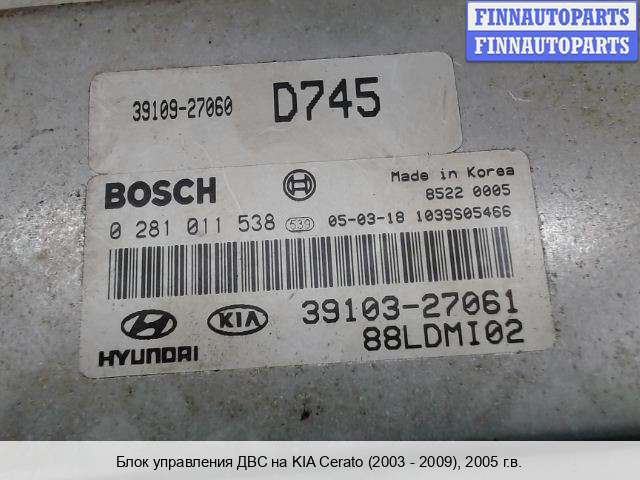 FINNAUTOPARTS
FINNAUTOPARTS
39109-27060 D745
BOSCH
Made in Korea
8522 0005
0 281 011 538 05-03-18 1039S05466
39103-27061
HYUNDAI KIA 88LDMI02
Блок управления ДВС на KIA Cerato (2003 - 2009), 2005 г.в.